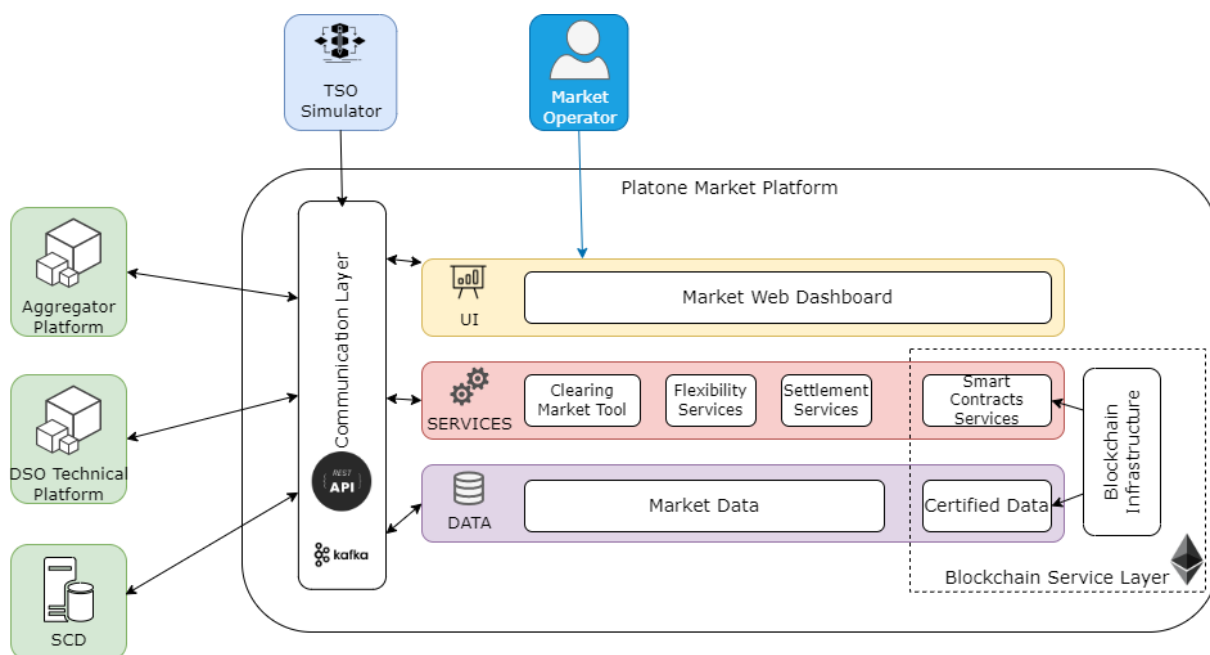 TSO
Simulator
Market
Operator
Platone Market Platform
Aggregator
Platform
DSO Technical
Platform
SCD
Communication Layer
REST
API
kafka
UI
Market Web Dashboard
SERVICES
Clearing
Market Tool
Flexibility
Services
Settlement
Services
Smart
Contracts
Services
DATA
Market Data
Certified Data
Blockchain
Infrastructure
Blockchain Service Layer